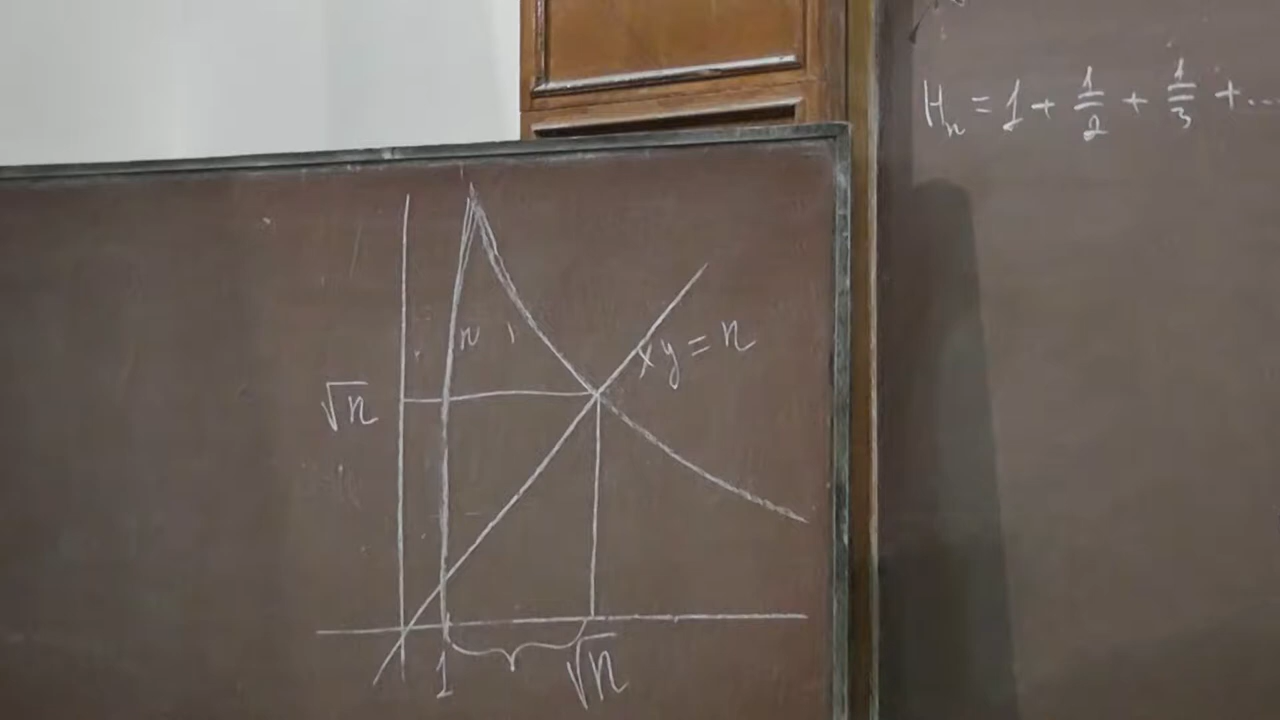 H_n = 1 + 1/2 + 1/3 + ...
n
xy = n
√n
1
√n